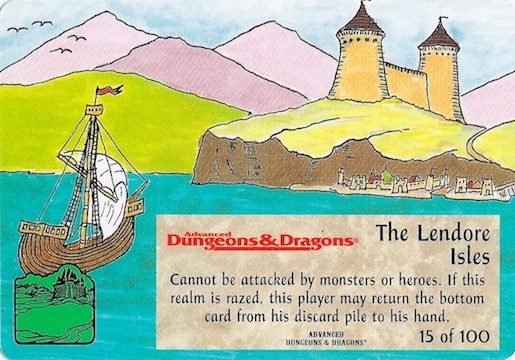 Advanced
Dungeons&Dragons®
The Lendore
Isles
Cannot be attacked by monsters or heroes. If this
realm is razed, this player may return the bottom
card from his discard pile to his hand.
ADVANCED
DUNGEONS & DRAGONS®
15 of 100